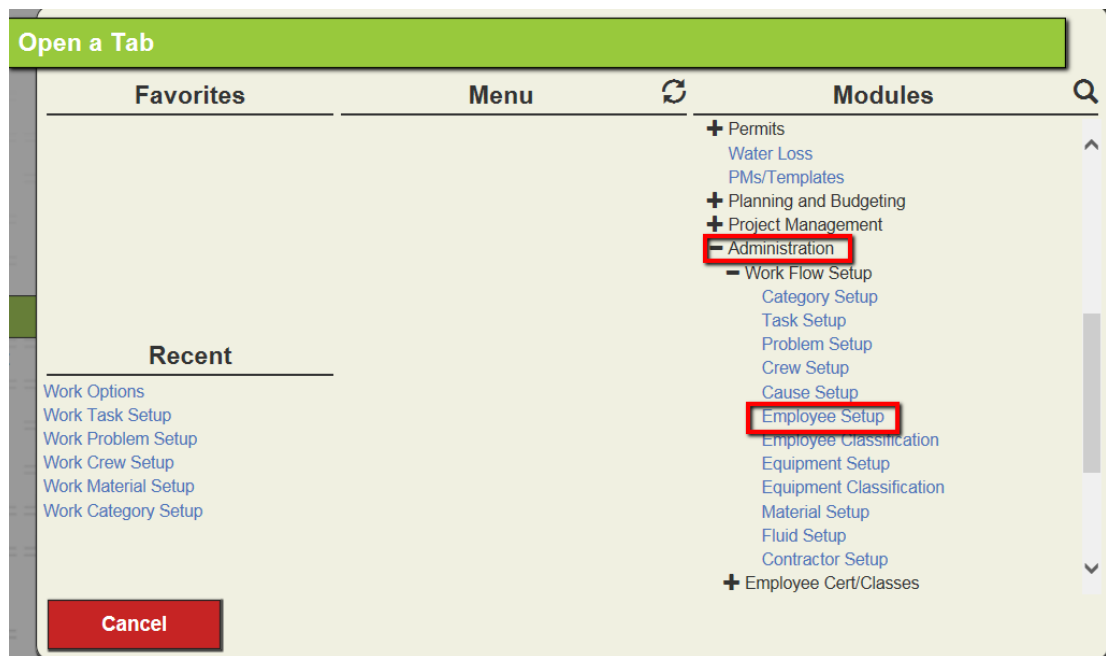 Open a Tab
Favorites
Menu
Modules
Permits
Water Loss
PMs/Templates
Planning and Budgeting
Project Management
Administration
Work Flow Setup
Category Setup
Task Setup
Problem Setup
Crew Setup
Cause Setup
Employee Setup
Employee Classification
Equipment Setup
Equipment Classification
Material Setup
Fluid Setup
Contractor Setup
Employee Cert/Classes
Recent
Work Options
Work Task Setup
Work Problem Setup
Work Crew Setup
Work Material Setup
Work Category Setup
Cancel